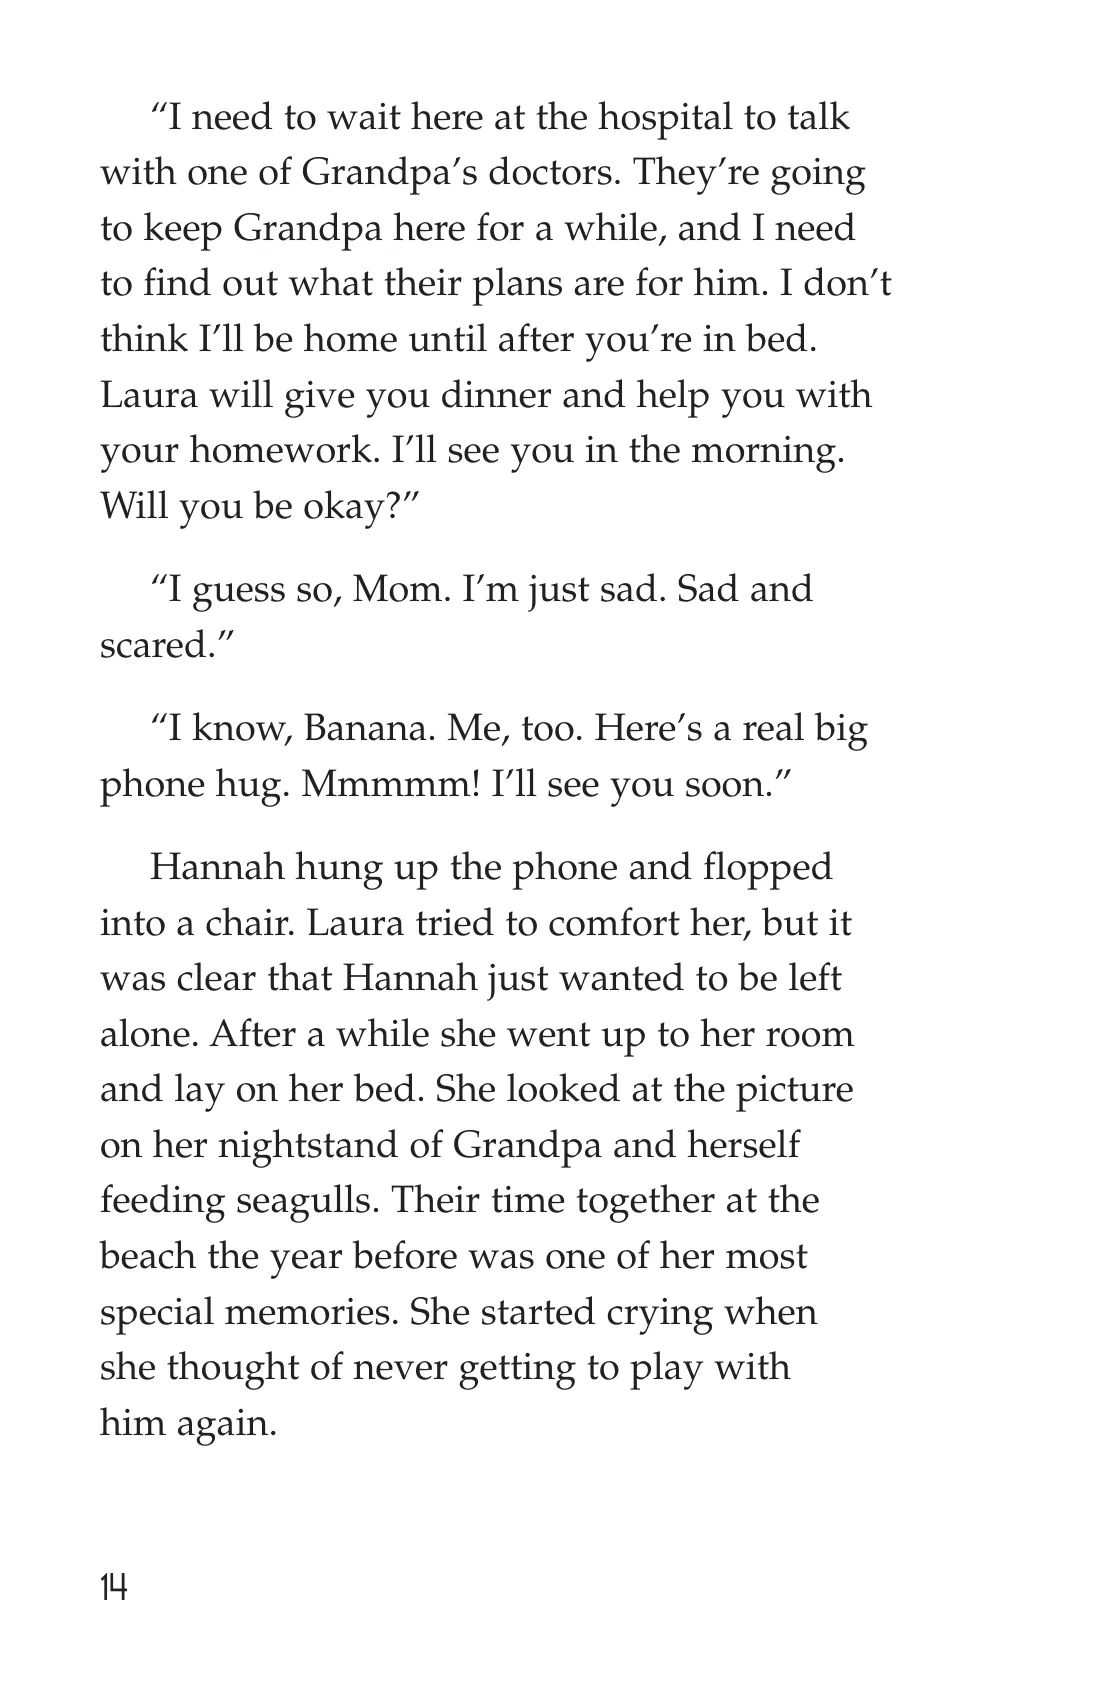 “I need to wait here at the hospital to talk
with one of Grandpa’s doctors. They’re going
to keep Grandpa here for a while, and I need
to find out what their plans are for him. I don’t
think I’ll be home until after you’re in bed.
Laura will give you dinner and help you with
your homework. I’ll see you in the morning.
Will you be okay?”
“I guess so, Mom. I’m just sad. Sad and
scared.”
“I know, Banana. Me, too. Here’s a real big
phone hug. Mmmmm! I’ll see you soon.”
Hannah hung up the phone and flopped
into a chair. Laura tried to comfort her, but it
was clear that Hannah just wanted to be left
alone. After a while she went up to her room
and lay on her bed. She looked at the picture
on her nightstand of Grandpa and herself
feeding seagulls. Their time together at the
beach the year before was one of her most
special memories. She started crying when
she thought of never getting to play with
him again.
14